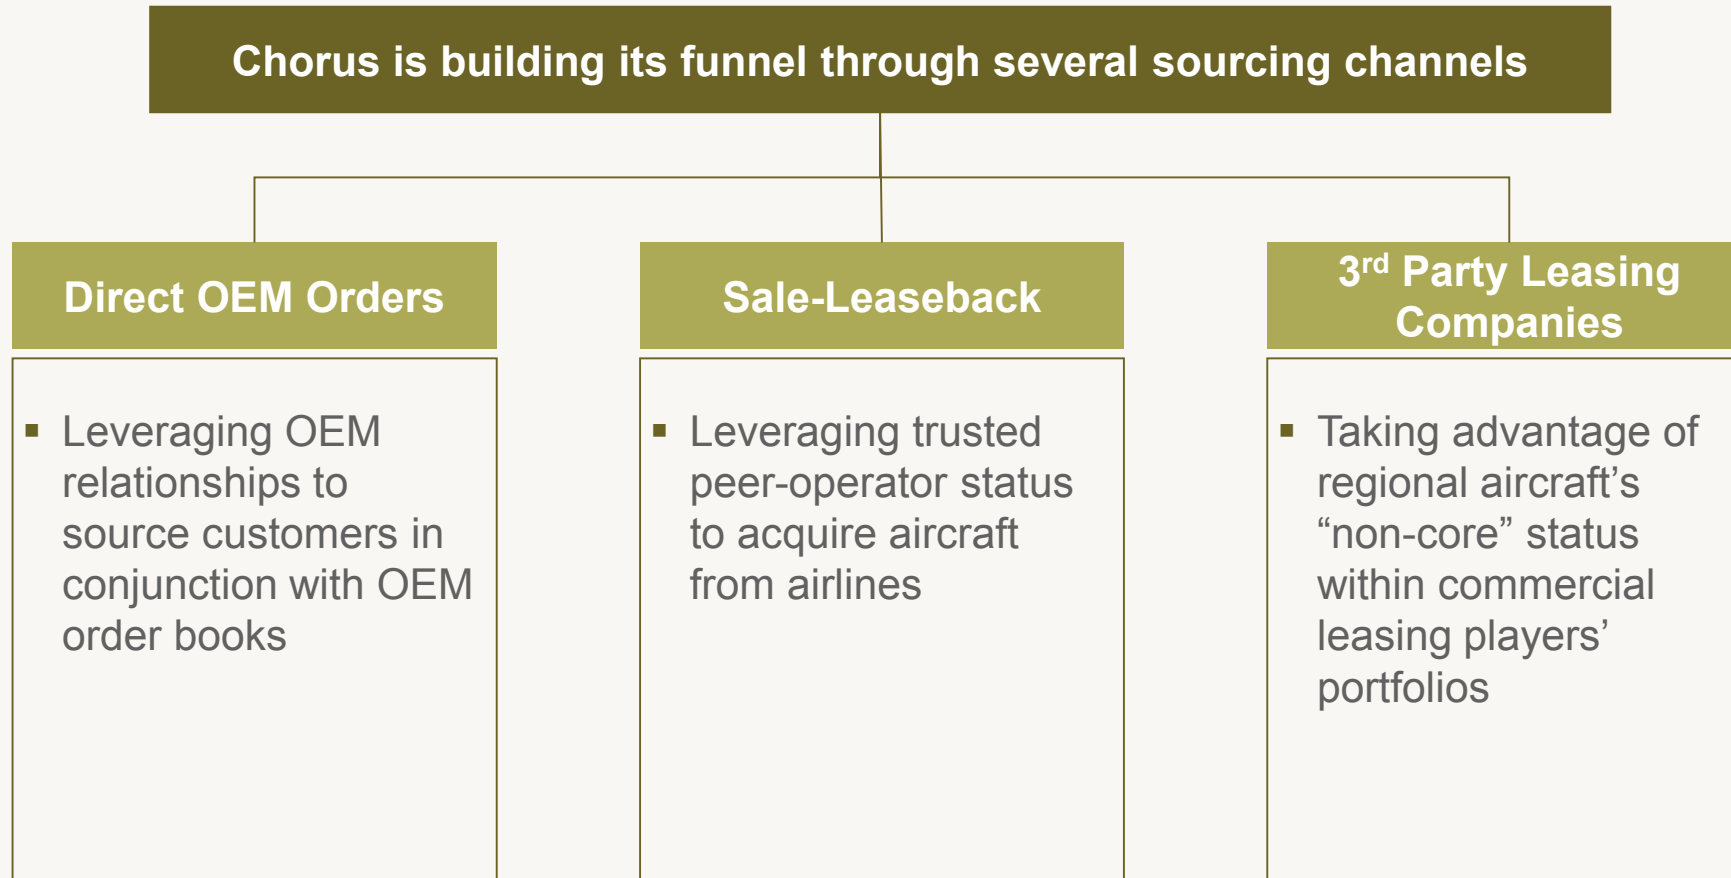 Chorus is building its funnel through several sourcing channels
Direct OEM Orders
▪ Leveraging OEM
relationships to
source customers in
conjunction with OEM
order books
Sale-Leaseback
▪ Leveraging trusted
peer-operator status
to acquire aircraft
from airlines
3rd Party Leasing
Companies
▪ Taking advantage of
regional aircraft’s
“non-core” status
within commercial
leasing players’
portfolios